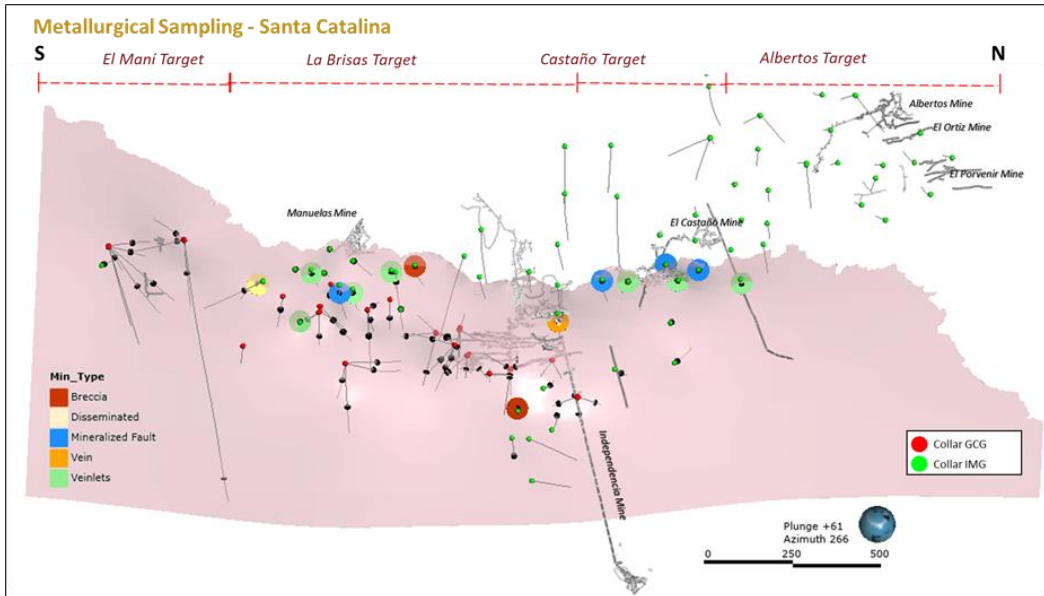 Metallurgical Sampling - Santa Catalina
S
El Maní Target
La Brisas Target
Castaño Target
Albertos Target
N
Albertos Mine
El Ortiz Mine
El Porvenir Mine
Manuelas Mine
El Castaño Mine
Independencia Mine
Min_Type
Breccia
Disseminated
Mineralized Fault
Vein
Veinlets
Collar GCG
Collar IMG
Plunge +61
Azimuth 266
0 250 500